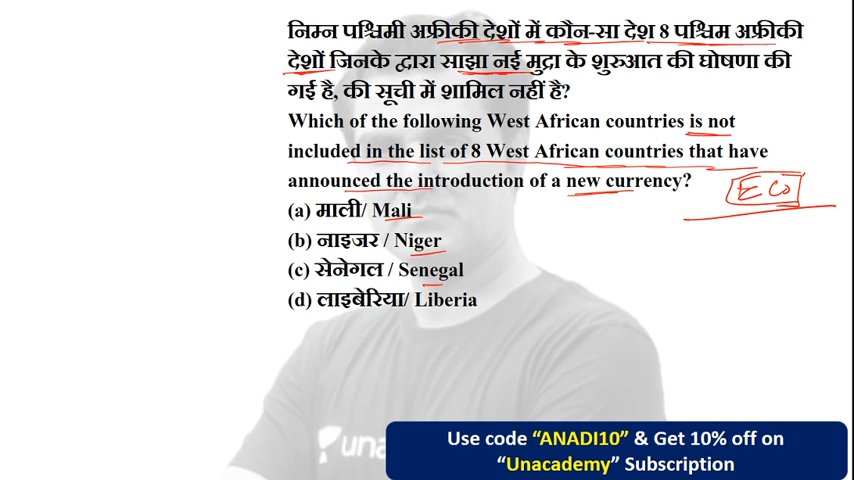 निम्न पश्चिमी अफ्रीकी देशों में कौन-सा देश 8 पश्चिम अफ्रीकी
देशों जिनके द्वारा साझा नई मुद्रा के शुरुआत की घोषणा की
गई है, की सूची में शामिल नहीं है?
Which of the following West African countries is not
included in the list of 8 West African countries that have
announced the introduction of a new currency?
ECO
(a) माली/ Mali
(b) नाइजर / Niger
(c) सेनेगल / Senegal
(d) लाइबेरिया/ Liberia
una
Use code “ANADI10” & Get 10% off on
“Unacademy” Subscription